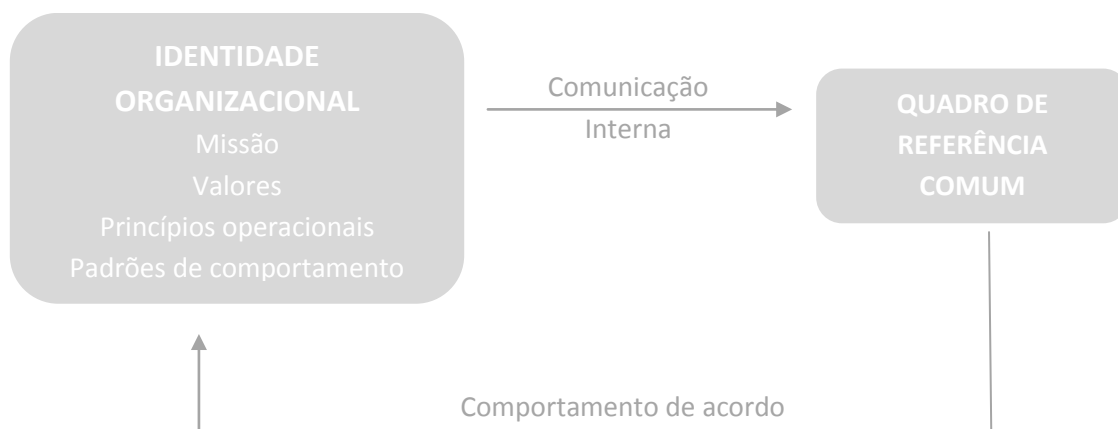 IDENTIDADE
ORGANIZACIONAL
Missão
Valores
Princípios operacionais
Padrões de comportamento
Comunicação
Interna
QUADRO DE
REFERÊNCIA
COMUM
Comportamento de acordo